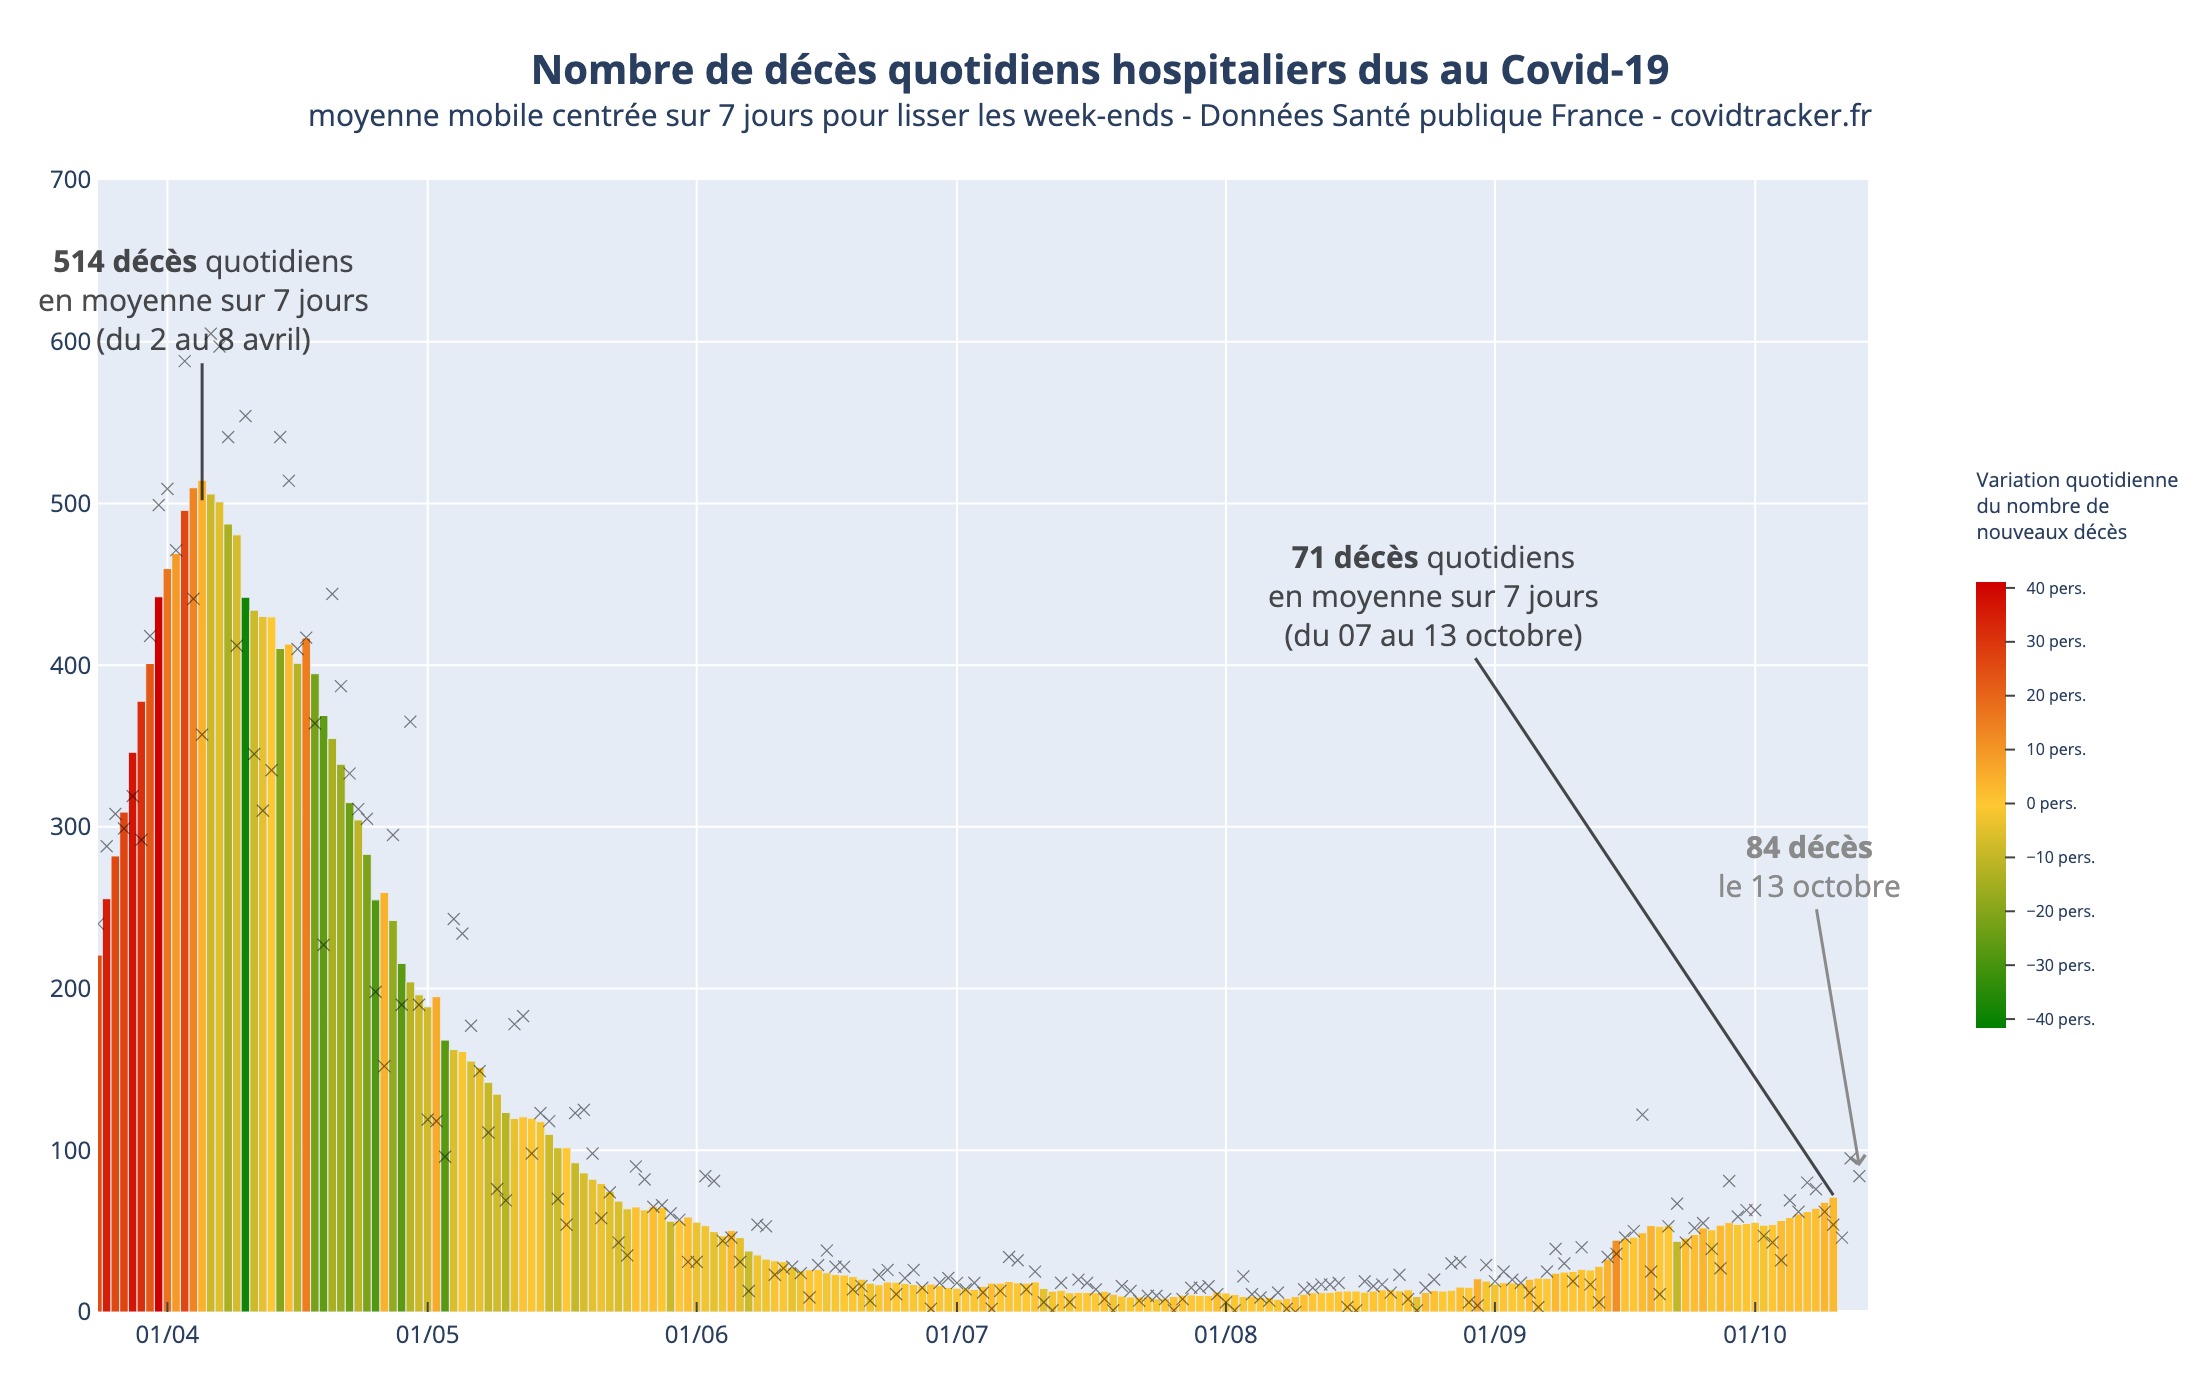 Nombre de décès quotidiens hospitaliers dus au Covid-19
moyenne mobile centrée sur 7 jours pour lisser les week-ends - Données Santé publique France - covidtracker.fr
700
600
500
400
300
200
100
0
514 décès quotidiens
en moyenne sur 7 jours
(du 2 au 8 avril)
71 décès quotidiens
en moyenne sur 7 jours
(du 07 au 13 octobre)
84 décès
le 13 octobre
01/04
01/05
01/06
01/07
01/08
01/09
01/10
Variation quotidienne
du nombre de
nouveaux décès
40 pers.
30 pers.
20 pers.
10 pers.
0 pers.
−10 pers.
−20 pers.
−30 pers.
−40 pers.